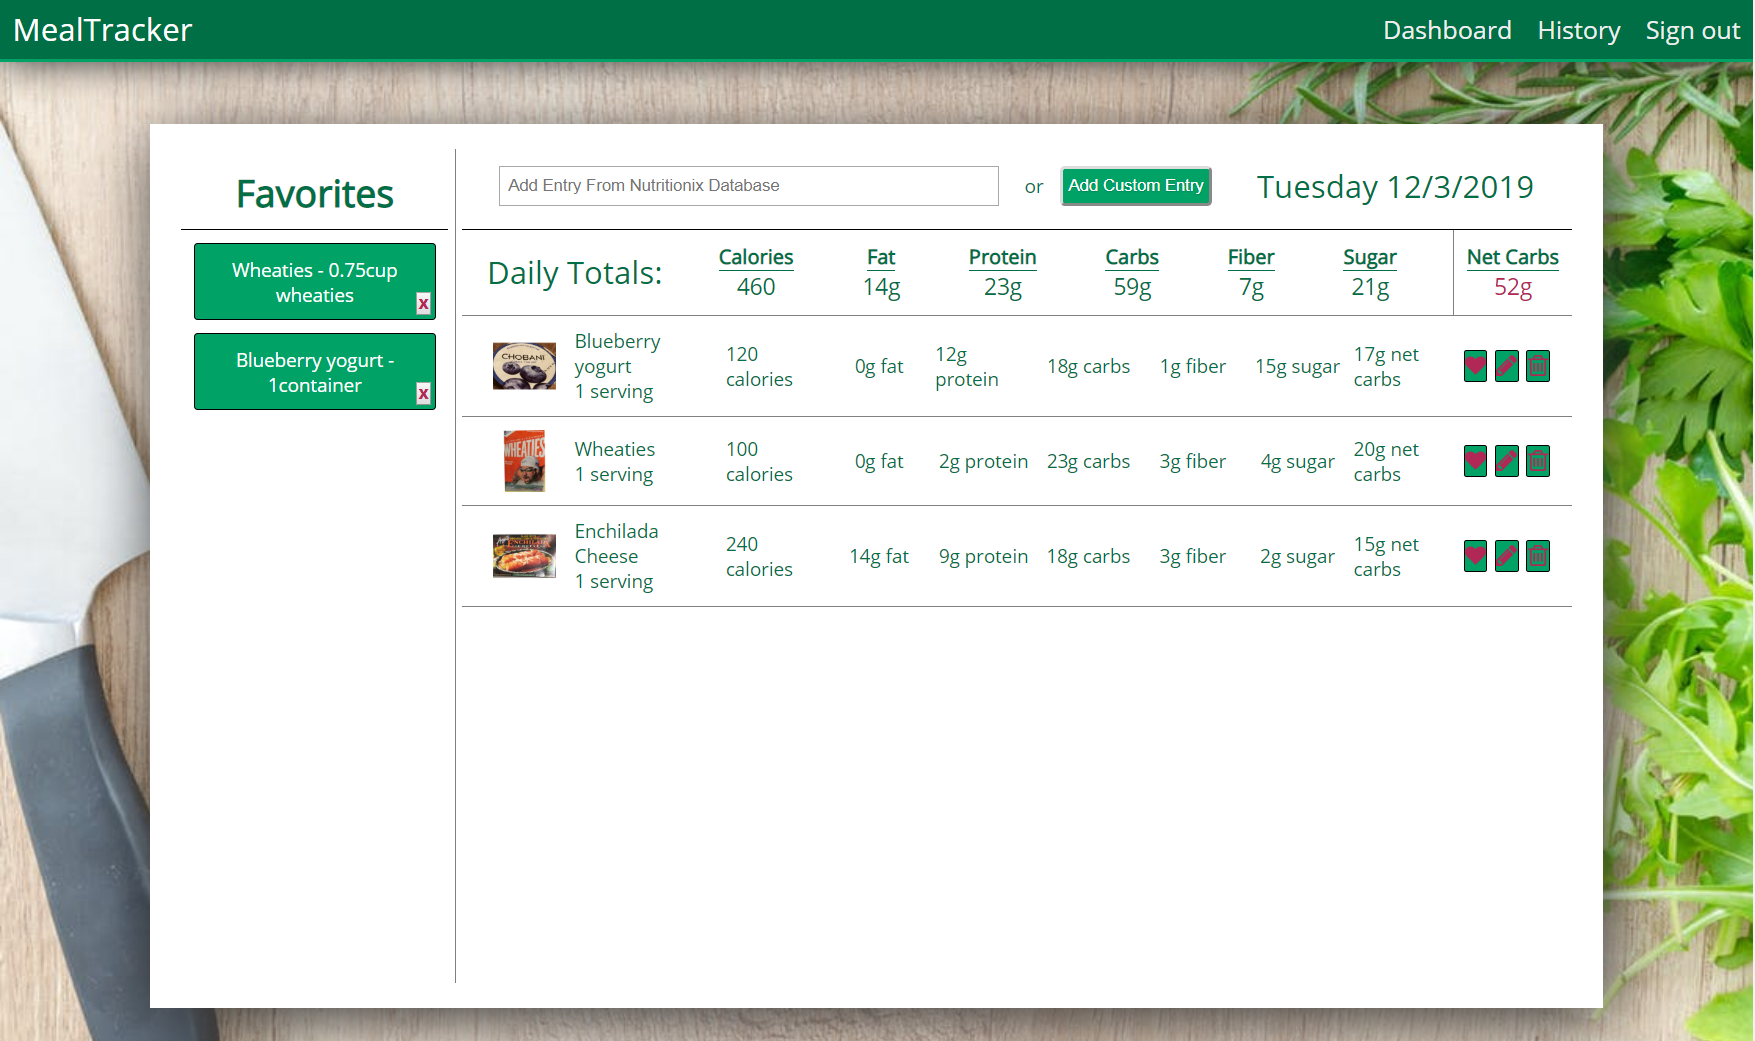 MealTracker
Dashboard History Sign out
Favorites
Wheaties - 0.75cup
wheaties
x
Blueberry yogurt -
1container
x
Add Entry From Nutritionix Database
or
Add Custom Entry
Tuesday 12/3/2019
Daily Totals:
Calories
460
Fat
14g
Protein
23g
Carbs
59g
Fiber
7g
Sugar
21g
Net Carbs
52g
CHOBANI
Blueberry
yogurt
1 serving
120
calories
0g fat
12g
protein
18g carbs
1g fiber
15g sugar
17g net
carbs
WHEATIES
Wheaties
1 serving
100
calories
0g fat
2g protein
23g carbs
3g fiber
4g sugar
20g net
carbs
ENCHILADA
Enchilada
Cheese
1 serving
240
calories
14g fat
9g protein
18g carbs
3g fiber
2g sugar
15g net
carbs